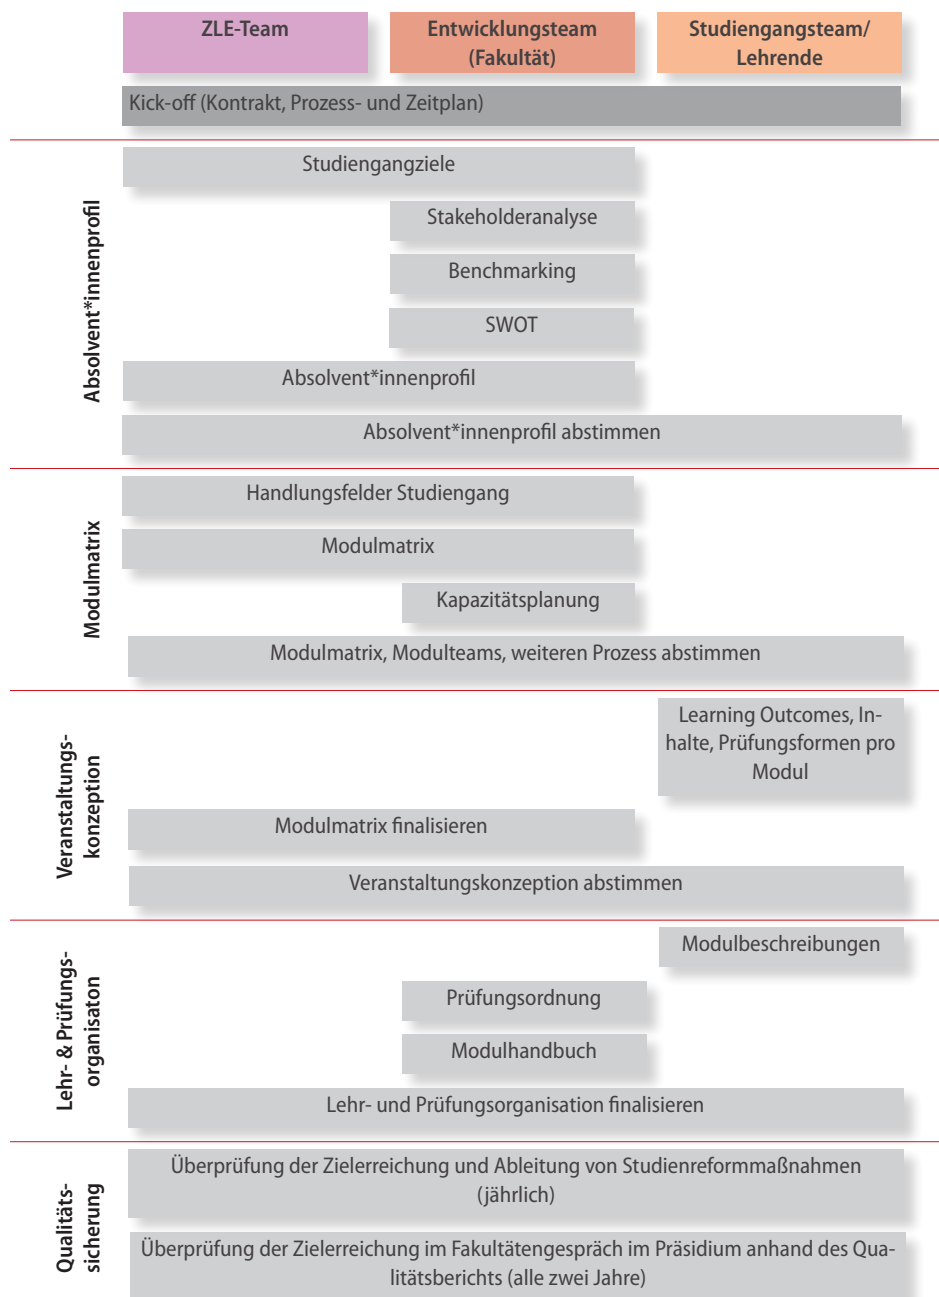 ZLE-Team
Entwicklungsteam
(Fakultät)
Studiengangsteam/
Lehrende
Kick-off (Kontrakt, Prozess- und Zeitplan)
Absolvent*innenprofil
Studiengangziele
Stakeholderanalyse
Benchmarking
SWOT
Absolvent*innenprofil
Absolvent*innenprofil abstimmen
Modulmatrix
Handlungsfelder Studiengang
Modulmatrix
Kapazitätsplanung
Modulmatrix, Modulteams, weiteren Prozess abstimmen
Veranstaltungs-
konzeption
Learning Outcomes, In-
halte, Prüfungsformen pro
Modul
Modulmatrix finalisieren
Veranstaltungskonzeption abstimmen
Lehr- & Prüfungs-
organisaton
Modulbeschreibungen
Prüfungsordnung
Modulhandbuch
Lehr- und Prüfungsorganisation finalisieren
Qualitäts-
sicherung
Überprüfung der Zielerreichung und Ableitung von Studienreformmaßnahmen
(jährlich)
Überprüfung der Zielerreichung im Fakultätengespräch im Präsidium anhand des Qua-
litätsberichts (alle zwei Jahre)